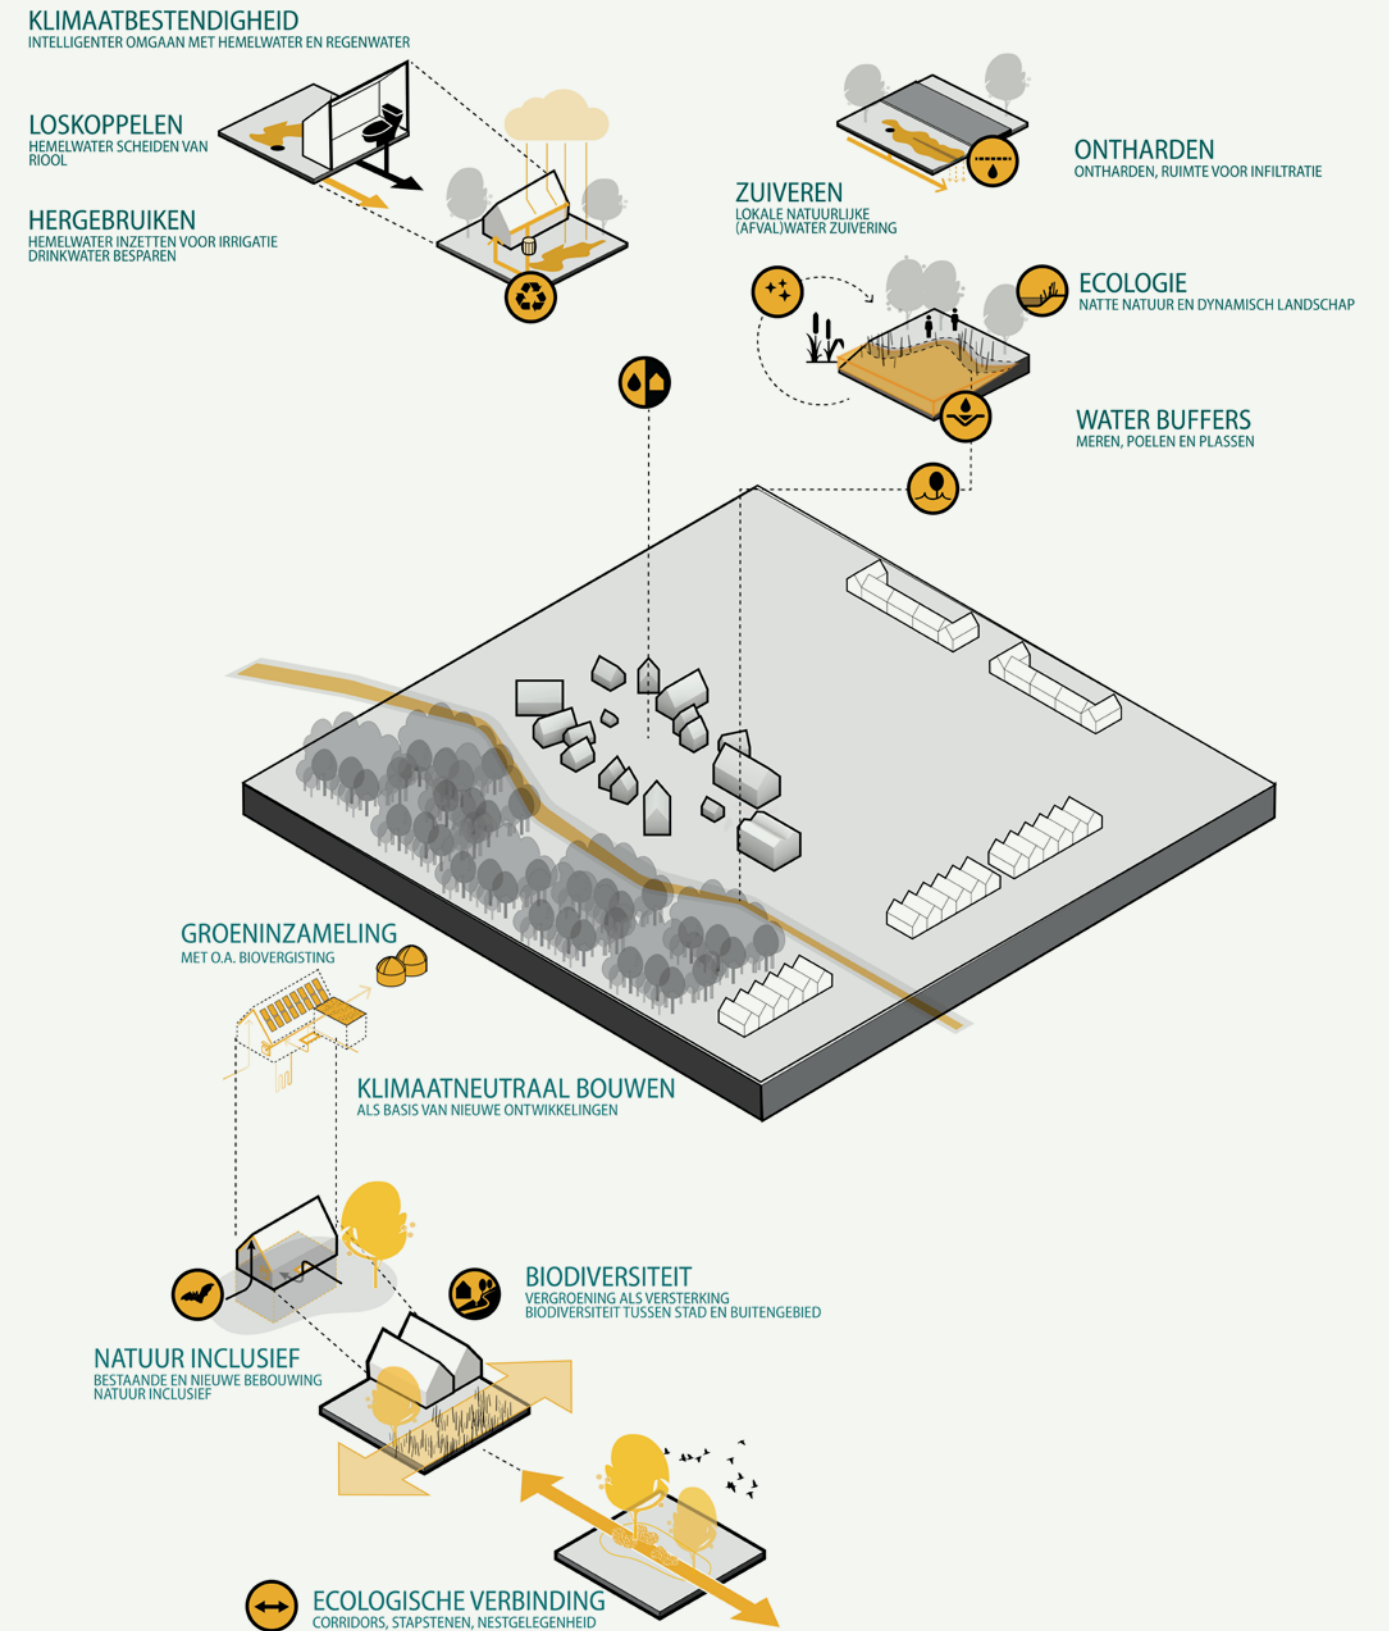 KLIMAATBESTENDIGHEID
INTELLIGENTER OMGAAN MET HEMELWATER EN REGENWATER
LOSKOPPELEN
HEMELWATER SCHEIDEN VAN
RIOOL
HERGEBRUIKEN
HEMELWATER INZETTEN VOOR IRRIGATIE
DRINKWATER BESPAREN
ONTHARDEN
ONTHARDEN, RUIMTE VOOR INFILTRATIE
ZUIVEREN
LOKALE NATUURLIJKE
(AFVAL)WATER ZUIVERING
ECOLOGIE
NATTE NATUUR EN DYNAMISCH LANDSCHAP
WATER BUFFERS
MEREN, POELEN EN PLASSEN
GROENINZAMELING
MET O.A. BIOVERGISTING
KLIMAATNEUTRAAL BOUWEN
ALS BASIS VAN NIEUWE ONTWIKKELINGEN
BIODIVERSITEIT
VERGROENING ALS VERSTERKING
BIODIVERSITEIT TUSSEN STAD EN BUITENGEBIED
NATUUR INCLUSIEF
BESTAANDE EN NIEUWE BEBOUWING
NATUUR INCLUSIEF
ECOLOGISCHE VERBINDING
CORRIDORS, STAPSTENEN, NESTGELEGENHEID